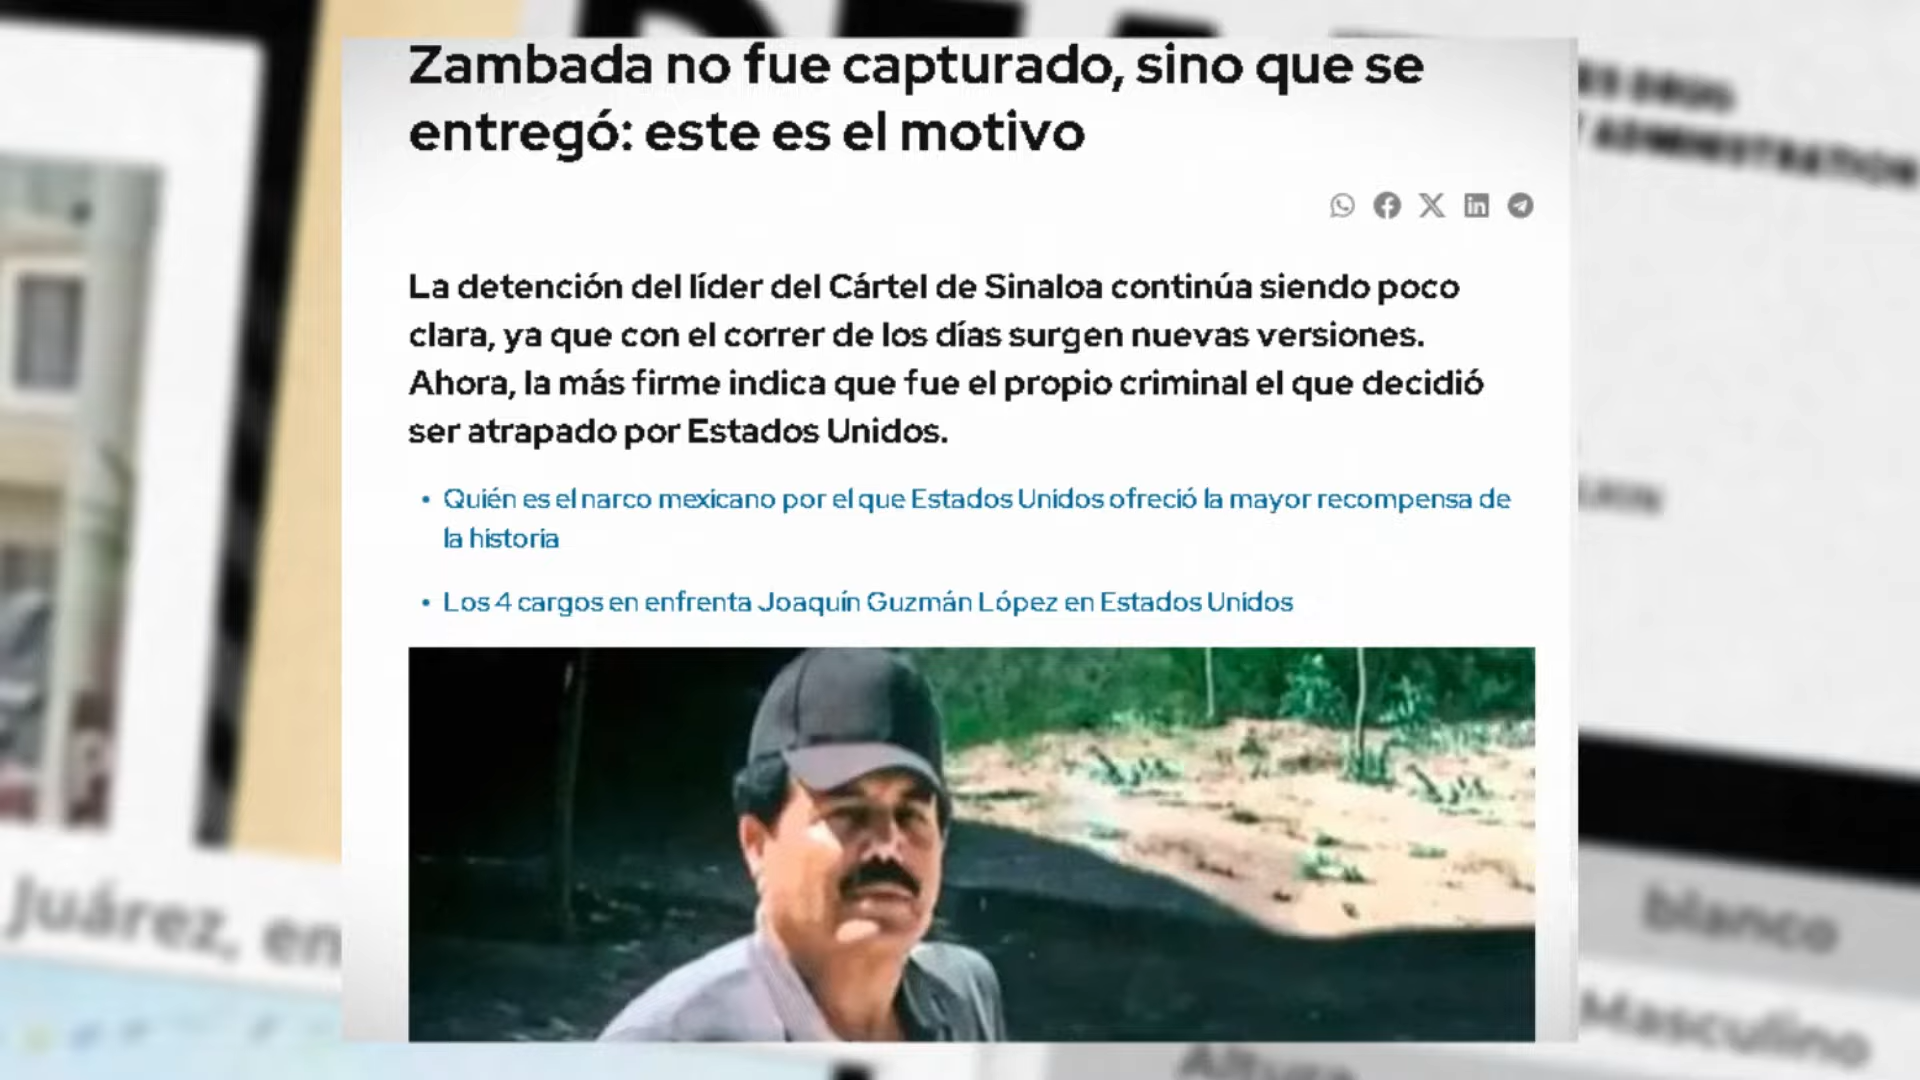 Zambada no fue capturado, sino que se
entregó: este es el motivo
La detención del líder del Cártel de Sinaloa continúa siendo poco
clara, ya que con el correr de los días surgen nuevas versiones.
Ahora, la más firme indica que fue el propio criminal el que decidió
ser atrapado por Estados Unidos.
• Quién es el narco mexicano por el que Estados Unidos ofreció la mayor recompensa de
la historia
• Los 4 cargos en enfrenta Joaquín Guzmán López en Estados Unidos
ADMINISTRATION
Juárez, en
blanco
Masculino
Altura